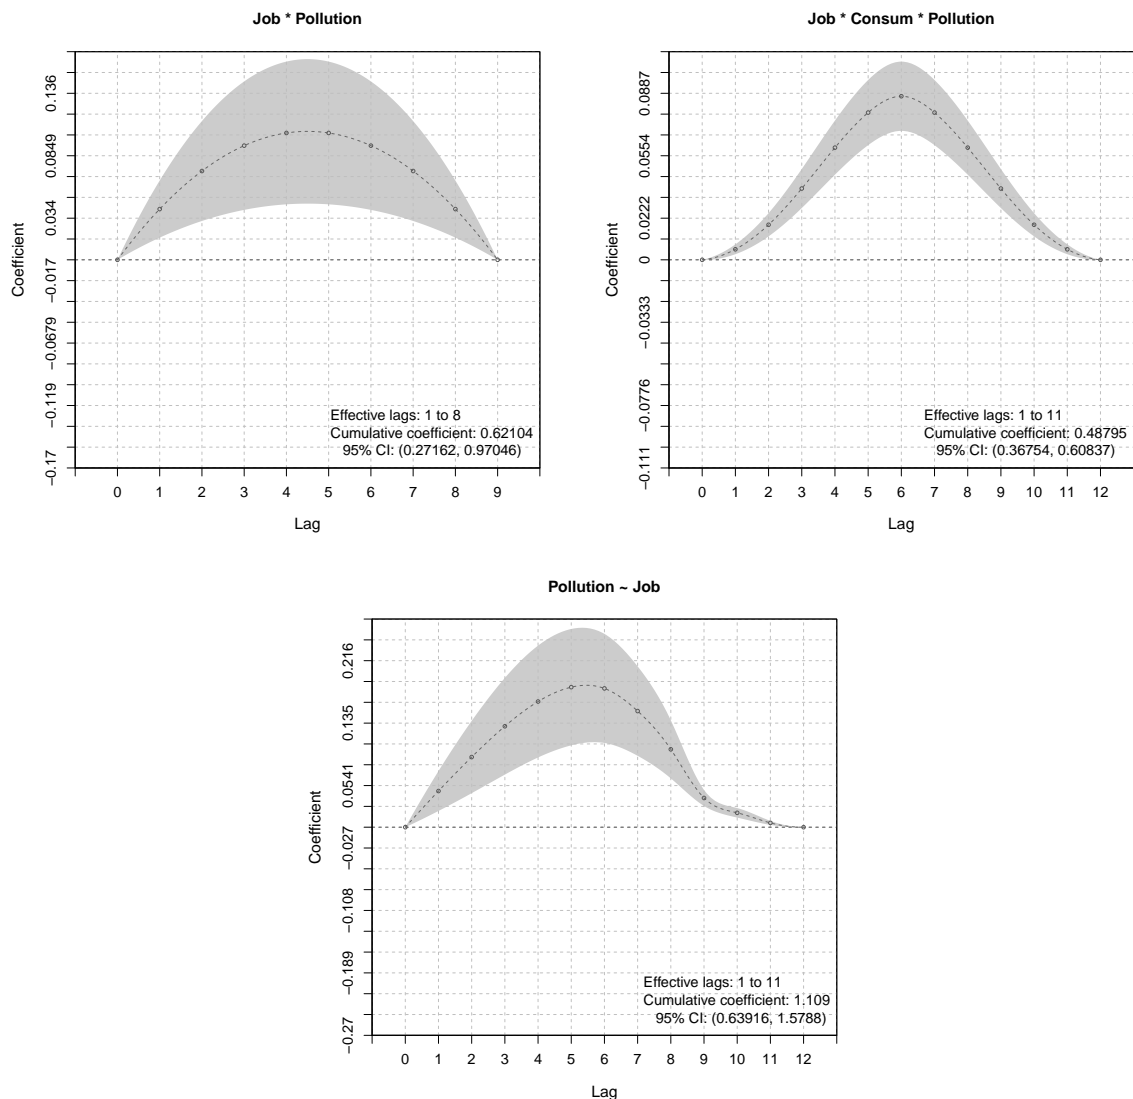 Job * Pollution
Coefficient
0.136
0.0849
0.034
−0.017
−0.0679
−0.119
−0.17
Effective lags: 1 to 8
Cumulative coefficient: 0.62104
95% CI: (0.27162, 0.97046)
0 1 2 3 4 5 6 7 8 9
Lag
Job * Consum * Pollution
Coefficient
0.0887
0.0554
0.0222
0
−0.0333
−0.0776
−0.111
Effective lags: 1 to 11
Cumulative coefficient: 0.48795
95% CI: (0.36754, 0.60837)
0 1 2 3 4 5 6 7 8 9 10 11 12
Lag
Pollution ~ Job
Coefficient
0.216
0.135
0.0541
−0.027
−0.108
−0.189
−0.27
Effective lags: 1 to 11
Cumulative coefficient: 1.109
95% CI: (0.63916, 1.5788)
0 1 2 3 4 5 6 7 8 9 10 11 12
Lag